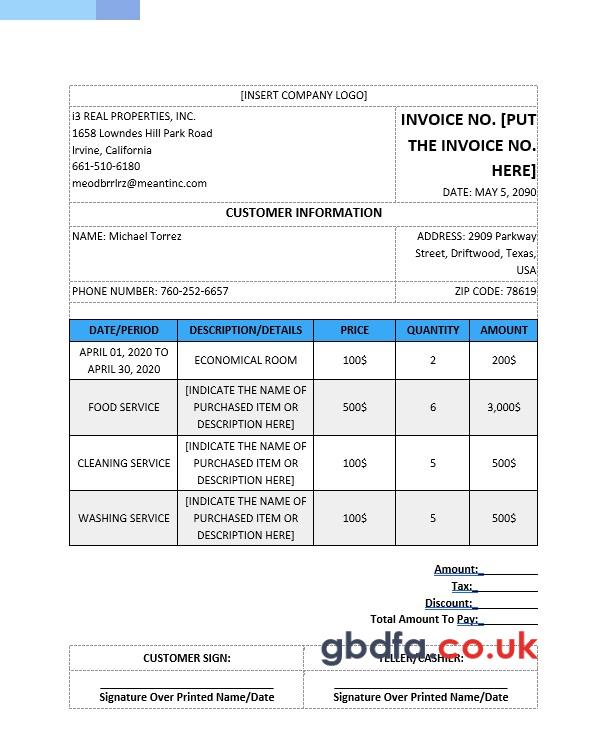 [INSERT COMPANY LOGO]
i3 REAL PROPERTIES, INC.
1658 Lowndes Hill Park Road
Irvine, California
661-510-6180
meodbrrlrz@meantinc.com
INVOICE NO. [PUT
THE INVOICE NO.
HERE]
DATE: MAY 5, 2090
CUSTOMER INFORMATION
NAME: Michael Torrez
ADDRESS: 2909 Parkway
Street, Driftwood, Texas,
USA
PHONE NUMBER: 760-252-6657
ZIP CODE: 78619
DATE/PERIOD DESCRIPTION/DETAILS PRICE QUANTITY AMOUNT
APRIL 01, 2020 TO
APRIL 30, 2020
ECONOMICAL ROOM 100$ 2 200$
FOOD SERVICE
[INDICATE THE NAME OF
PURCHASED ITEM OR
DESCRIPTION HERE]
500$ 6 3,000$
CLEANING SERVICE
[INDICATE THE NAME OF
PURCHASED ITEM OR
DESCRIPTION HERE]
100$ 5 500$
WASHING SERVICE
[INDICATE THE NAME OF
PURCHASED ITEM OR
DESCRIPTION HERE]
100$ 5 500$
Amount:_
Tax:_
Discount:_
Total Amount To Pay:_
gbdfa.co.uk
CUSTOMER SIGN:
TELLER/CASHIER:
Signature Over Printed Name/Date
Signature Over Printed Name/Date